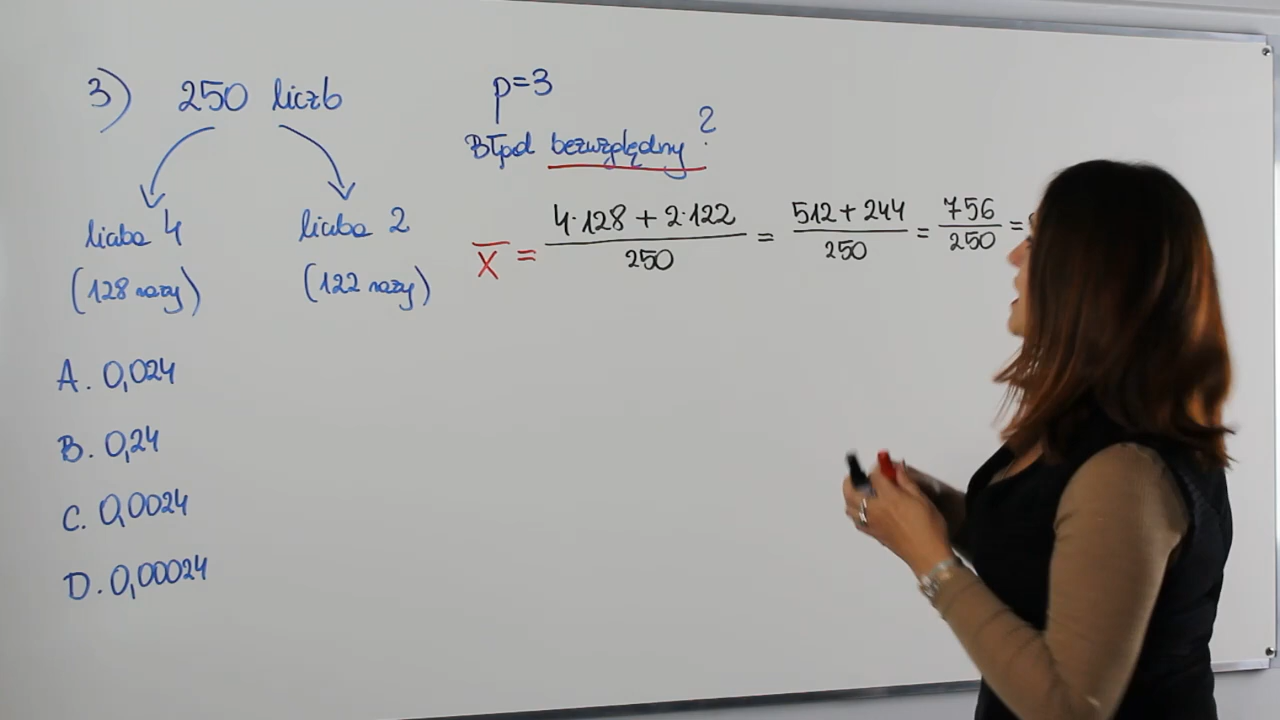 3) 250 liczb
liczba 4
(128 razy)
liczba 2
(122 razy)
A. 0,024
B. 0,24
C. 0,0024
D. 0,00024
p=3
Błąd bezwzględny ?
x̅ = (4·128 + 2·122)/250 = (512 + 244)/250 = 756/250 =